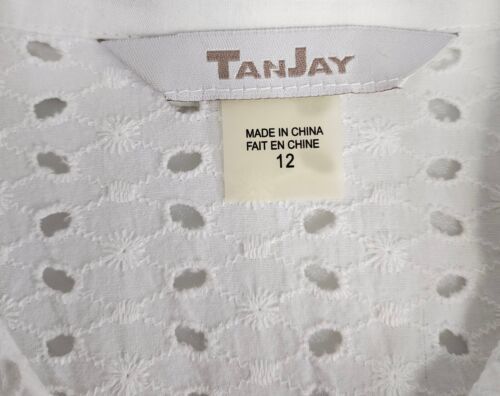 TANJAY
MADE IN CHINA
FAIT EN CHINE
12